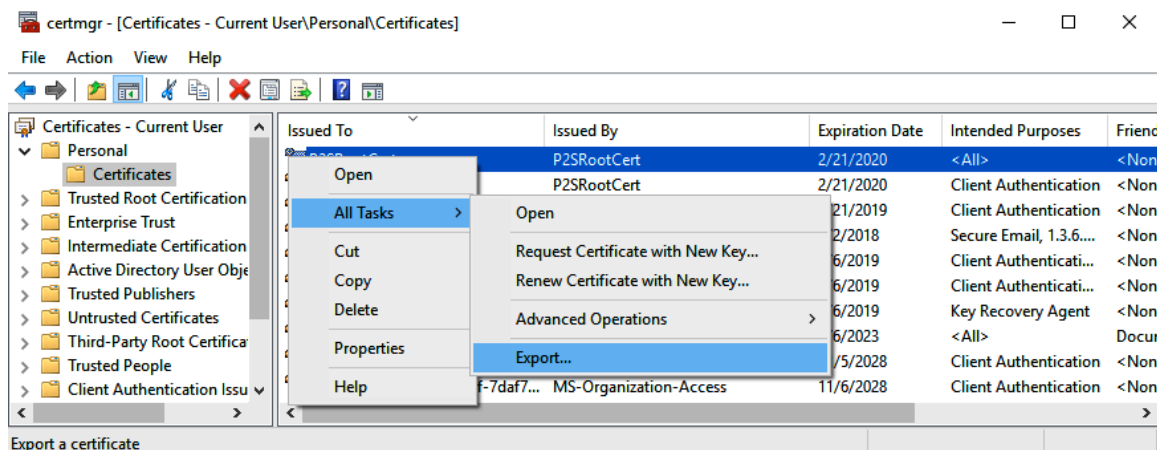 certmgr - [Certificates - Current User\Personal\Certificates]
File Action View Help
Certificates - Current User
Personal
Certificates
Trusted Root Certification
Enterprise Trust
Intermediate Certification
Active Directory User Obje
Trusted Publishers
Untrusted Certificates
Third-Party Root Certificat
Trusted People
Client Authentication Issu
Issued To Issued By Expiration Date Intended Purposes Friend
P2SRootCert P2SRootCert 2/21/2020 <All> <Non
P2SRootCert 2/21/2020 Client Authentication <Non
21/2019 Client Authentication <Non
2/2018 Secure Email, 1.3.6.... <Non
6/2019 Client Authenticati... <Non
6/2019 Client Authenticati... <Non
6/2019 Key Recovery Agent <Non
6/2023 <All> Docur
/5/2028 Client Authentication <Non
f-7daf7... MS-Organization-Access 11/6/2028 Client Authentication <Non
Open
All Tasks
Cut
Copy
Delete
Properties
Help
Open
Request Certificate with New Key...
Renew Certificate with New Key...
Advanced Operations
Export...
Export a certificate